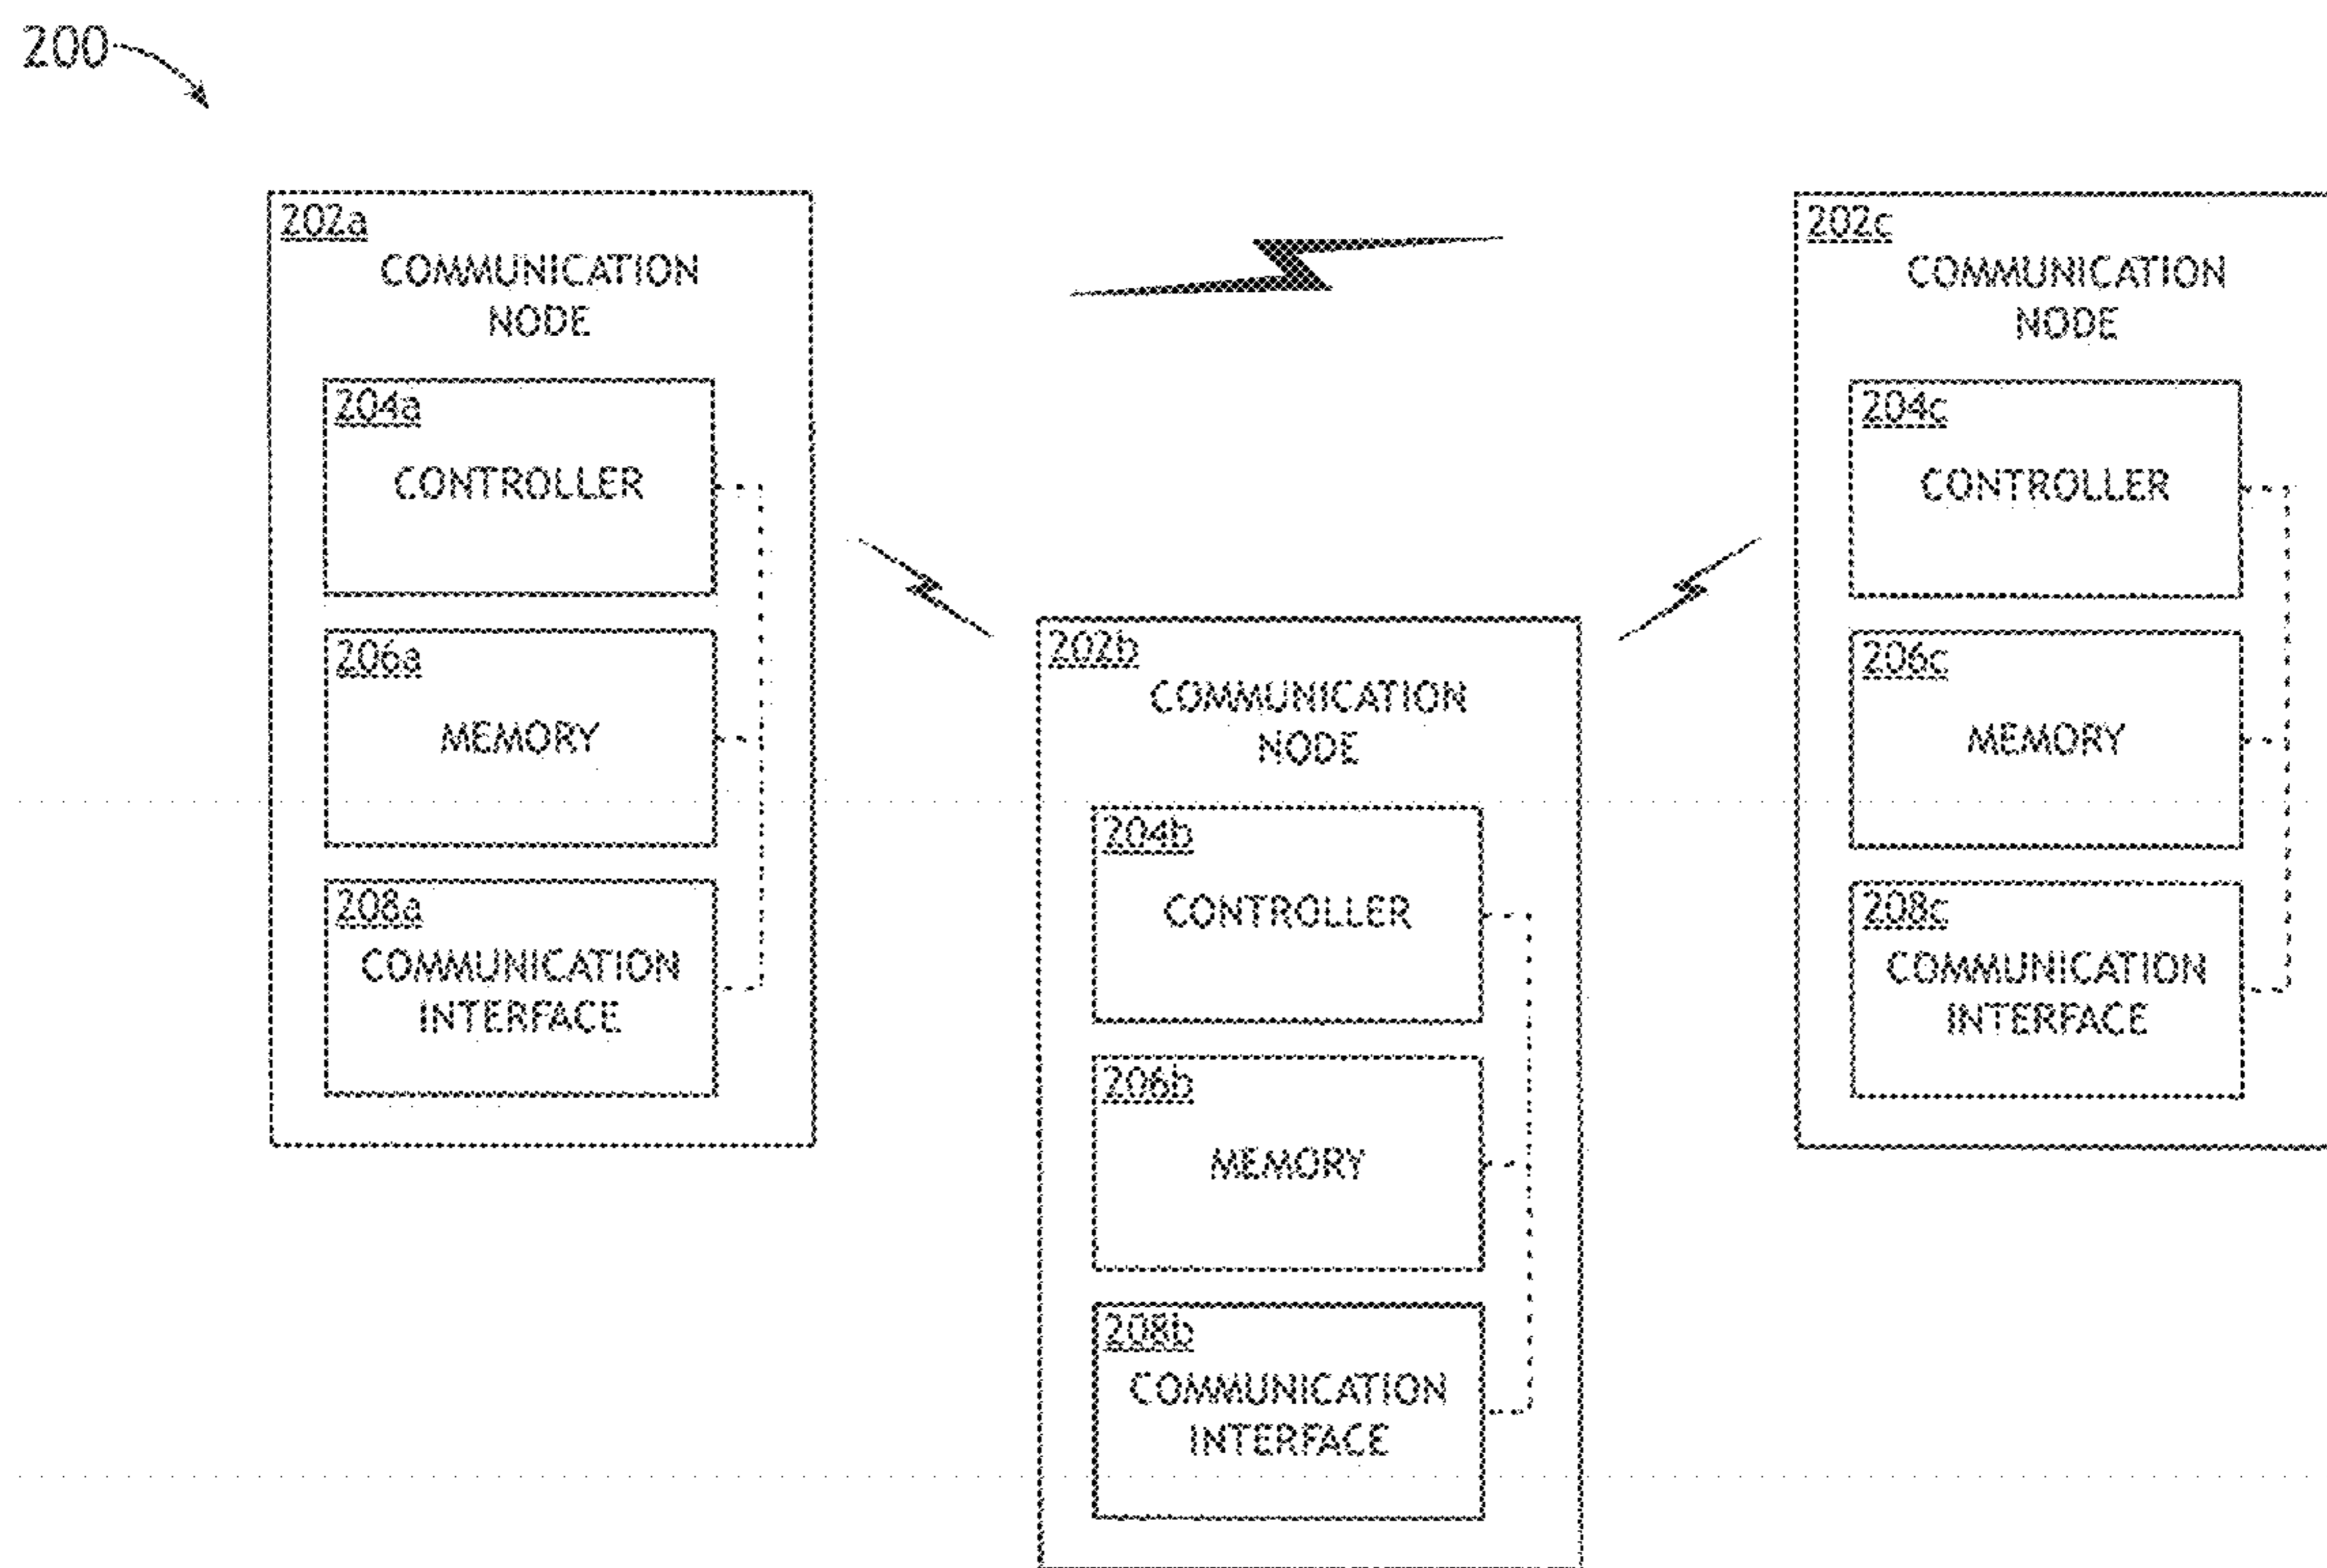 200
202a
COMMUNICATION
NODE
204a
CONTROLLER
206a
MEMORY
208a
COMMUNICATION
INTERFACE
202b
COMMUNICATION
NODE
204b
CONTROLLER
206b
MEMORY
208b
COMMUNICATION
INTERFACE
202c
COMMUNICATION
NODE
204c
CONTROLLER
206c
MEMORY
208c
COMMUNICATION
INTERFACE